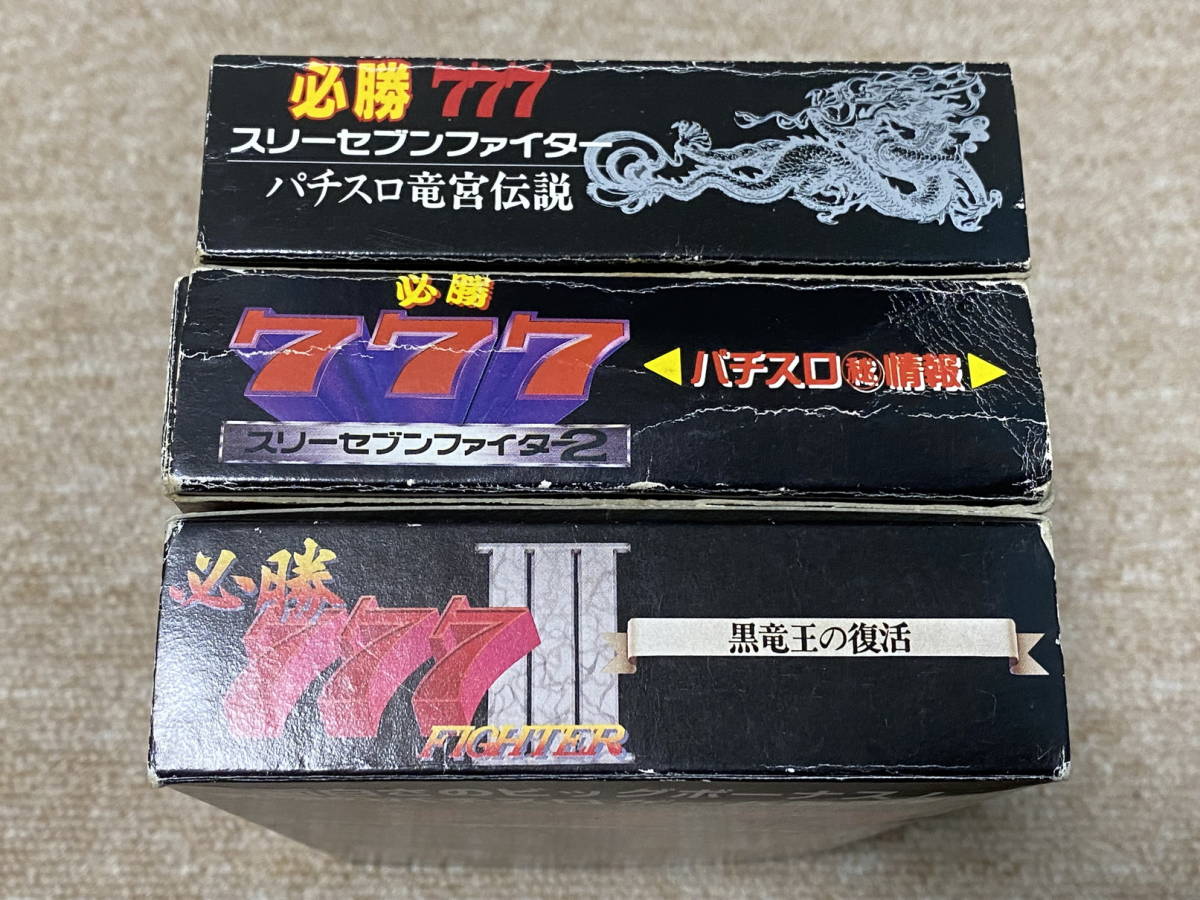 必勝 777
スリーセブンファイター
パチスロ竜宮伝説
必勝
777
スリーセブンファイター2
パチスロ㊙情報
必勝
777 III
FIGHTER
黒竜王の復活